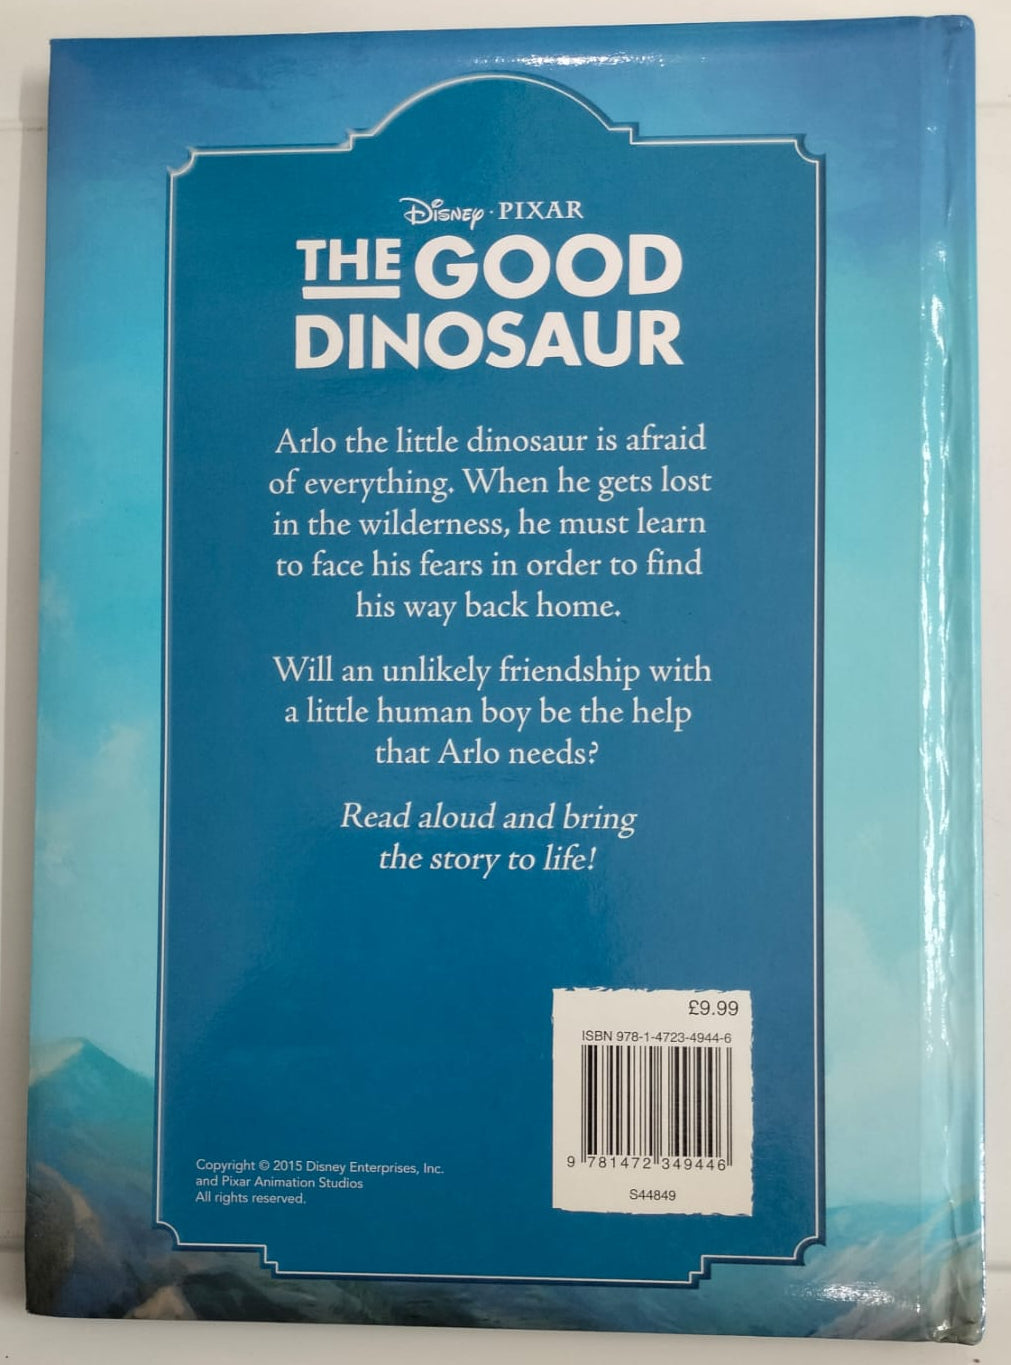 Disney · PIXAR
THE GOOD
DINOSAUR
Arlo the little dinosaur is afraid
of everything. When he gets lost
in the wilderness, he must learn
to face his fears in order to find
his way back home.
Will an unlikely friendship with
a little human boy be the help
that Arlo needs?
Read aloud and bring
the story to life!
£9.99
ISBN 978-1-4723-4944-6
9 781472 349446
S44849
Copyright © 2015 Disney Enterprises, Inc.
and Pixar Animation Studios
All rights reserved.